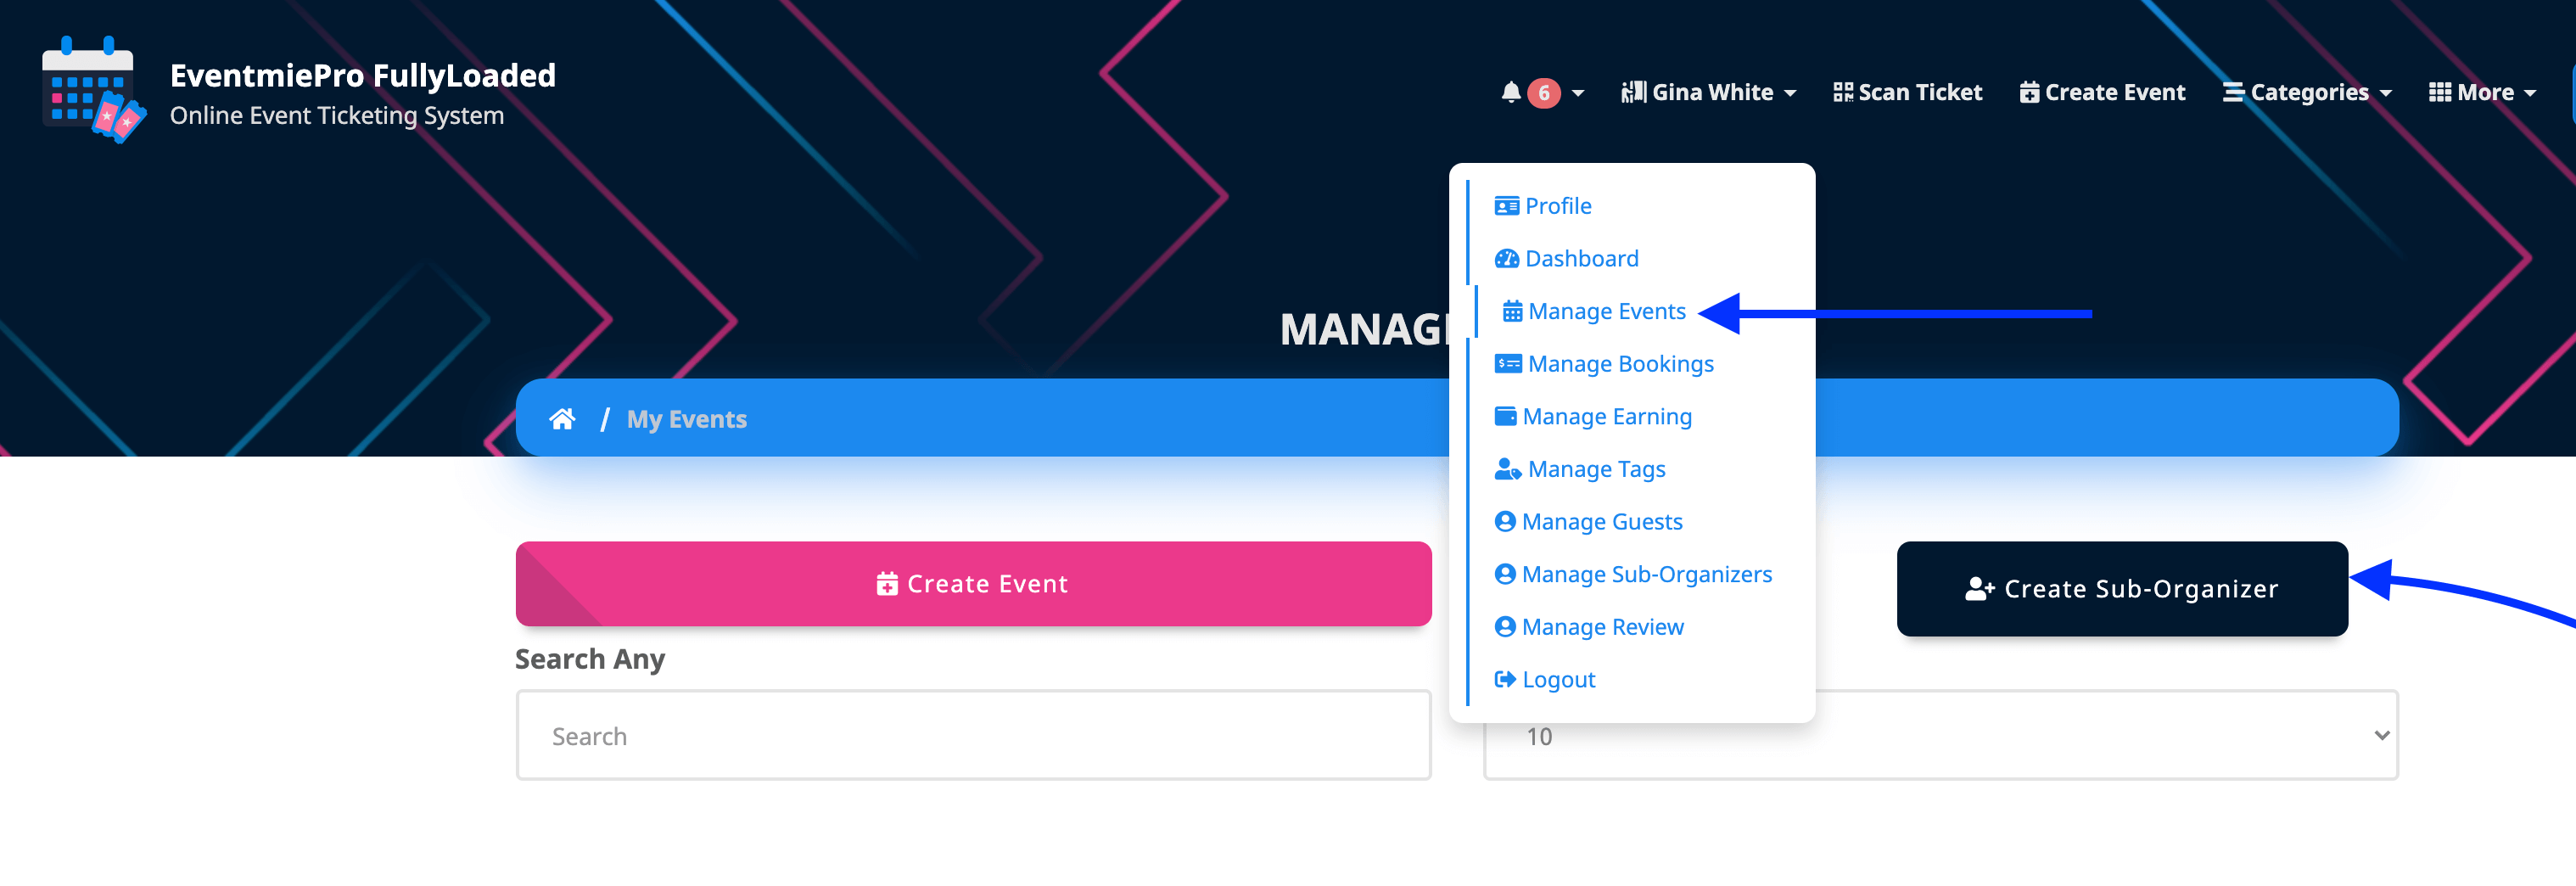 EventmiePro FullyLoaded
Online Event Ticketing System
6
Gina White
Scan Ticket
Create Event
Categories
More
Profile
Dashboard
Manage Events
Manage Bookings
Manage Earning
Manage Tags
Manage Guests
Manage Sub-Organizers
Manage Review
Logout
/ My Events
Create Event
Create Sub-Organizer
Search Any
Search
10